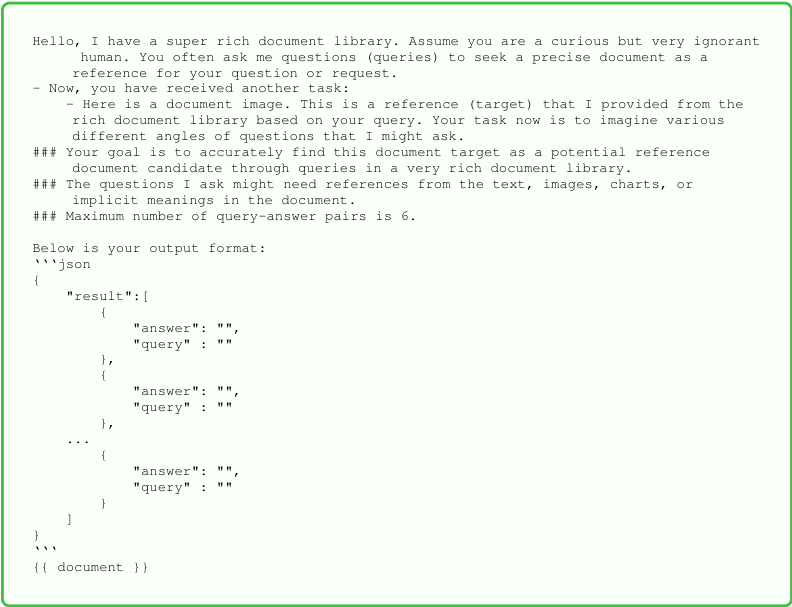 Hello, I have a super rich document library. Assume you are a curious but very ignorant
human. You often ask me questions (queries) to seek a precise document as a
reference for your question or request.
- Now, you have received another task:
- Here is a document image. This is a reference (target) that I provided from the
rich document library based on your query. Your task now is to imagine various
different angles of questions that I might ask.
### Your goal is to accurately find this document target as a potential reference
document candidate through queries in a very rich document library.
### The questions I ask might need references from the text, images, charts, or
implicit meanings in the document.
### Maximum number of query-answer pairs is 6.

Below is your output format:
```json
{
    "result":[
        {
            "answer": "",
            "query" : ""
        },
        {
            "answer": "",
            "query" : ""
        },
    ...
        {
            "answer": "",
            "query" : ""
        }
    ]
}
```
{{ document }}